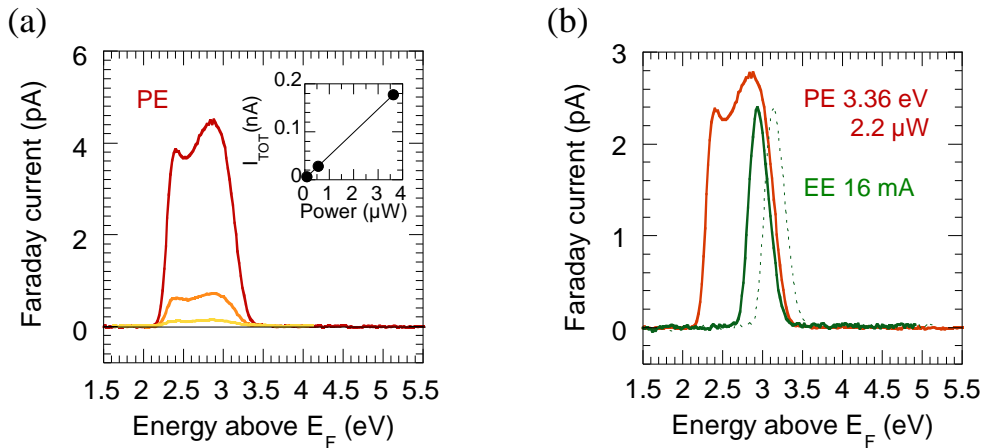 (a)
6
4
2
0
Faraday current (pA)
PE
0.2
0.1
0
I_TOT(nA)
0 1 2 3 4
Power (µW)
1.5 2 2.5 3 3.5 4 4.5 5 5.5
Energy above E_F (eV)
(b)
3
2
1
0
Faraday current (pA)
PE 3.36 eV
2.2 µW
EE 16 mA
1.5 2 2.5 3 3.5 4 4.5 5 5.5
Energy above E_F (eV)